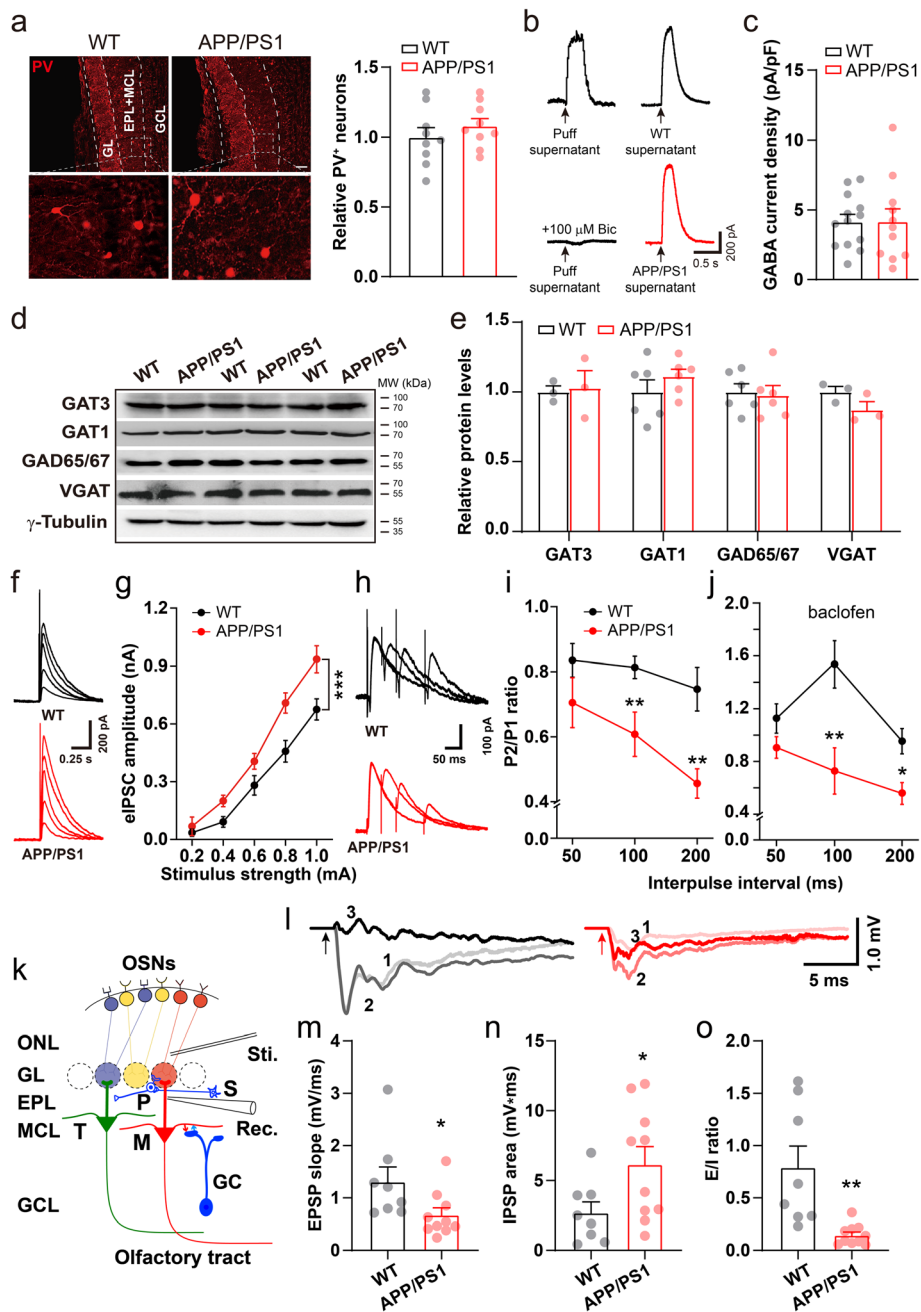 a
WT
APP/PS1
PV
GL
EPL+MCL
GCL
Relative PV⁺ neurons
1.5
1.0
0.5
0.0
WT
APP/PS1
b
Puff supernatant
WT supernatant
+100 µM Bic
Puff supernatant
APP/PS1 supernatant
0.5 s
200 pA
c
GABA current density (pA/pF)
15
10
5
0
WT
APP/PS1
d
WT
APP/PS1
WT
APP/PS1
WT
APP/PS1
MW (kDa)
GAT3
100
70
GAT1
100
70
GAD65/67
70
55
VGAT
70
55
γ-Tubulin
55
35
e
Relative protein levels
1.5
1.0
0.5
0.0
WT
APP/PS1
GAT3
GAT1
GAD65/67
VGAT
f
WT
0.25 s
200 pA
APP/PS1
g
eIPSC amplitude (nA)
1.2
0.9
0.6
0.3
0.0
WT
APP/PS1
***
0.2
0.4
0.6
0.8
1.0
Stimulus strength (mA)
h
WT
50 ms
100 pA
APP/PS1
i
P2/P1 ratio
1.0
0.8
0.6
0.4
0.0
WT
APP/PS1
**
**
50
100
200
j
baclofen
2.0
1.6
1.2
0.8
0.4
0.0
**
*
50
100
200
Interpulse interval (ms)
k
OSNs
ONL
GL
EPL
MCL
GCL
Sti.
S
P
Rec.
T
M
GC
Olfactory tract
l
3
1
2
1
3
2
5 ms
1.0 mV
m
EPSP slope (mV/ms)
4
3
2
1
0
*
WT
APP/PS1
n
IPSP area (mV*ms)
15
10
5
0
*
WT
APP/PS1
o
E/I ratio
2.0
1.5
1.0
0.5
0.0
**
WT
APP/PS1